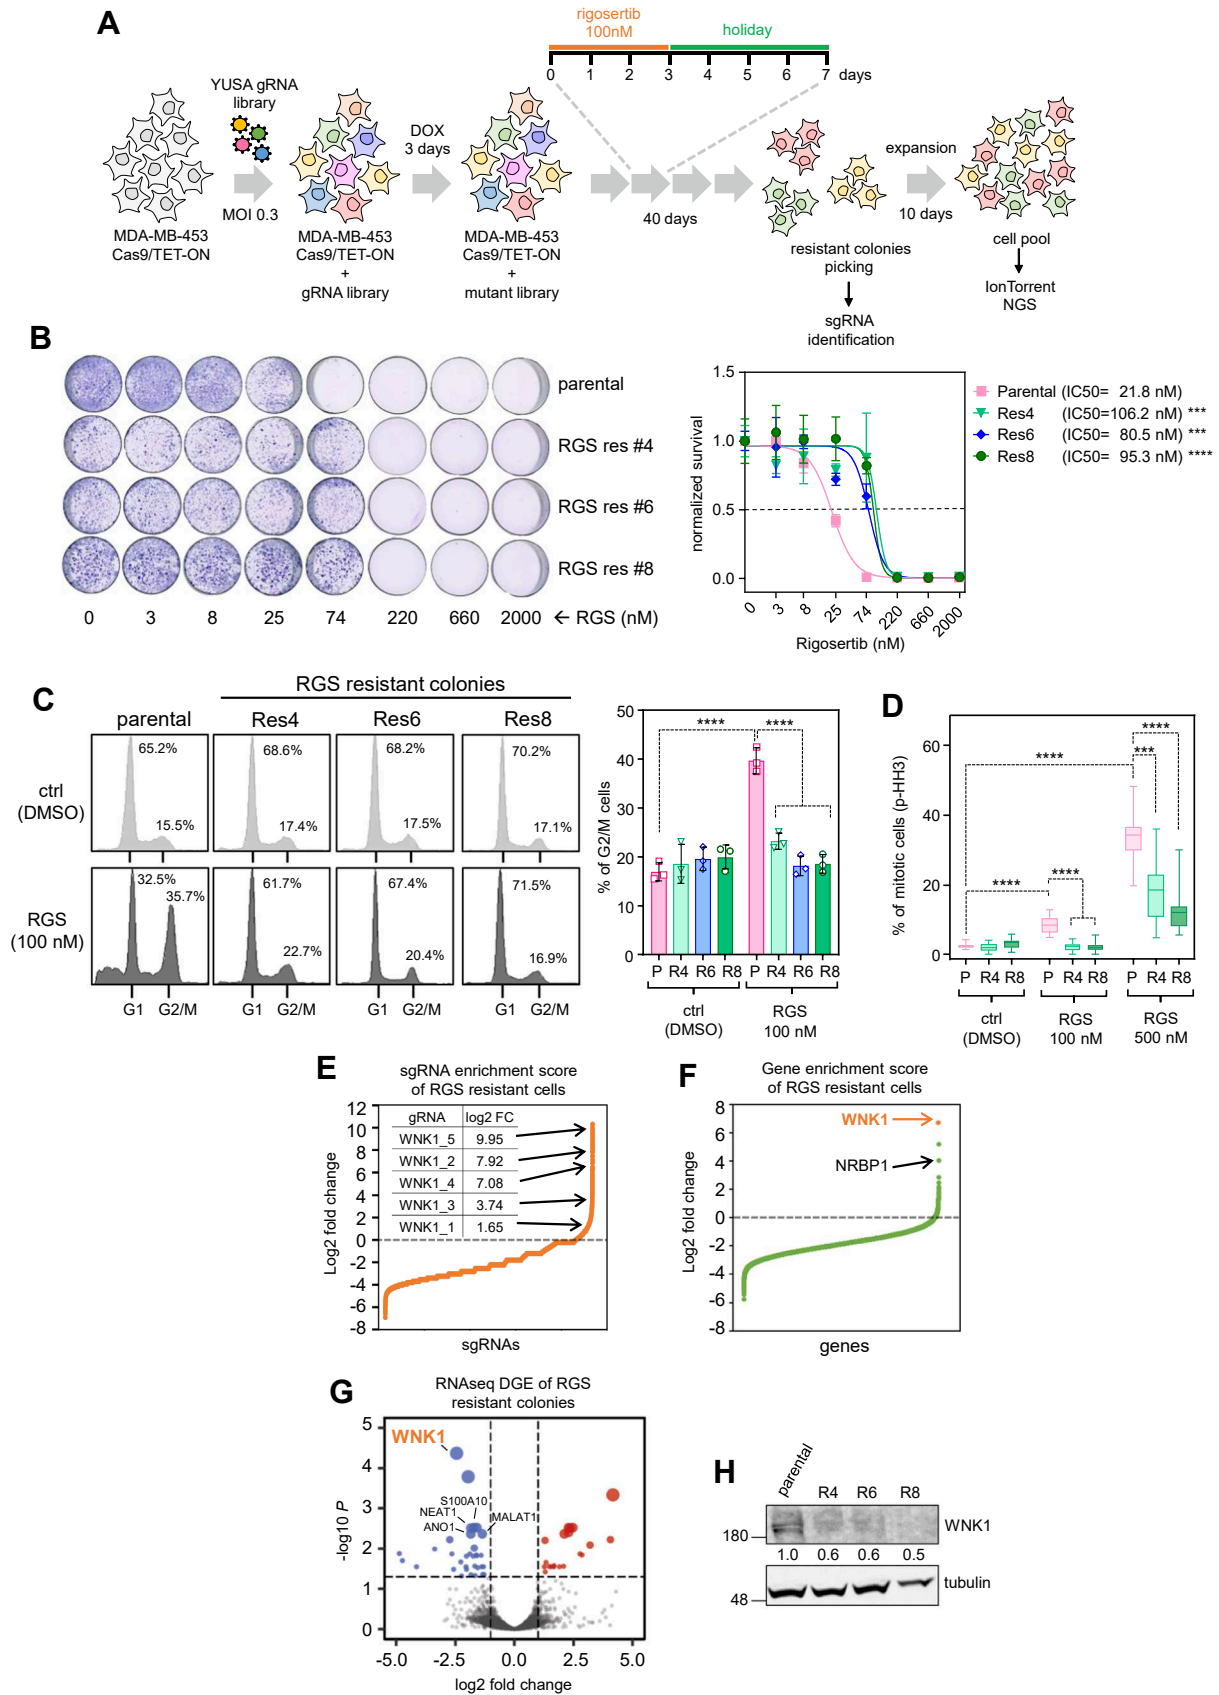 A
rigosertib
100nM
holiday
0 1 2 3 4 5 6 7 days
YUSA gRNA
library
DOX
3 days
MOI 0.3
40 days
expansion
10 days
MDA-MB-453
Cas9/TET-ON
MDA-MB-453
Cas9/TET-ON
+
gRNA library
MDA-MB-453
Cas9/TET-ON
+
mutant library
resistant colonies
picking
sgRNA
identification
cell pool
IonTorrent
NGS
B
parental
RGS res #4
RGS res #6
RGS res #8
0 3 8 25 74 220 660 2000 ← RGS (nM)
normalized survival
1.5
1.0
0.5
0.0
0 3 8 25 74 220 660 2000
Rigosertib (nM)
Parental (IC50= 21.8 nM)
Res4 (IC50=106.2 nM) ***
Res6 (IC50= 80.5 nM) ***
Res8 (IC50= 95.3 nM) ****
C
RGS resistant colonies
parental Res4 Res6 Res8
ctrl
(DMSO)
65.2% 68.6% 68.2% 70.2%
15.5% 17.4% 17.5% 17.1%
RGS
(100 nM)
32.5% 61.7% 67.4% 71.5%
35.7% 22.7% 20.4% 16.9%
G1 G2/M G1 G2/M G1 G2/M G1 G2/M
% of G2/M cells
50
40
30
20
10
0
**** ****
P R4 R6 R8 P R4 R6 R8
ctrl
(DMSO)
RGS
100 nM
D
% of mitotic cells (p-HH3)
60
40
20
0
****
***
****
**** ****
P R4 R8 P R4 R8 P R4 R8
ctrl
(DMSO)
RGS
100 nM
RGS
500 nM
E
sgRNA enrichment score
of RGS resistant cells
Log2 fold change
12
10
8
6
4
2
0
-2
-4
-6
-8
gRNA log2 FC
WNK1_5 9.95
WNK1_2 7.92
WNK1_4 7.08
WNK1_3 3.74
WNK1_1 1.65
sgRNAs
F
Gene enrichment score
of RGS resistant cells
Log2 fold change
8
6
4
2
0
-2
-4
-6
-8
WNK1
NRBP1
genes
G
RNAseq DGE of RGS
resistant colonies
-log10 P
5
4
3
2
1
0
WNK1
S100A10
NEAT1
ANO1
MALAT1
-5.0 -2.5 0.0 2.5 5.0
log2 fold change
H
parental R4 R6 R8
180
WNK1
1.0 0.6 0.6 0.5
48
tubulin